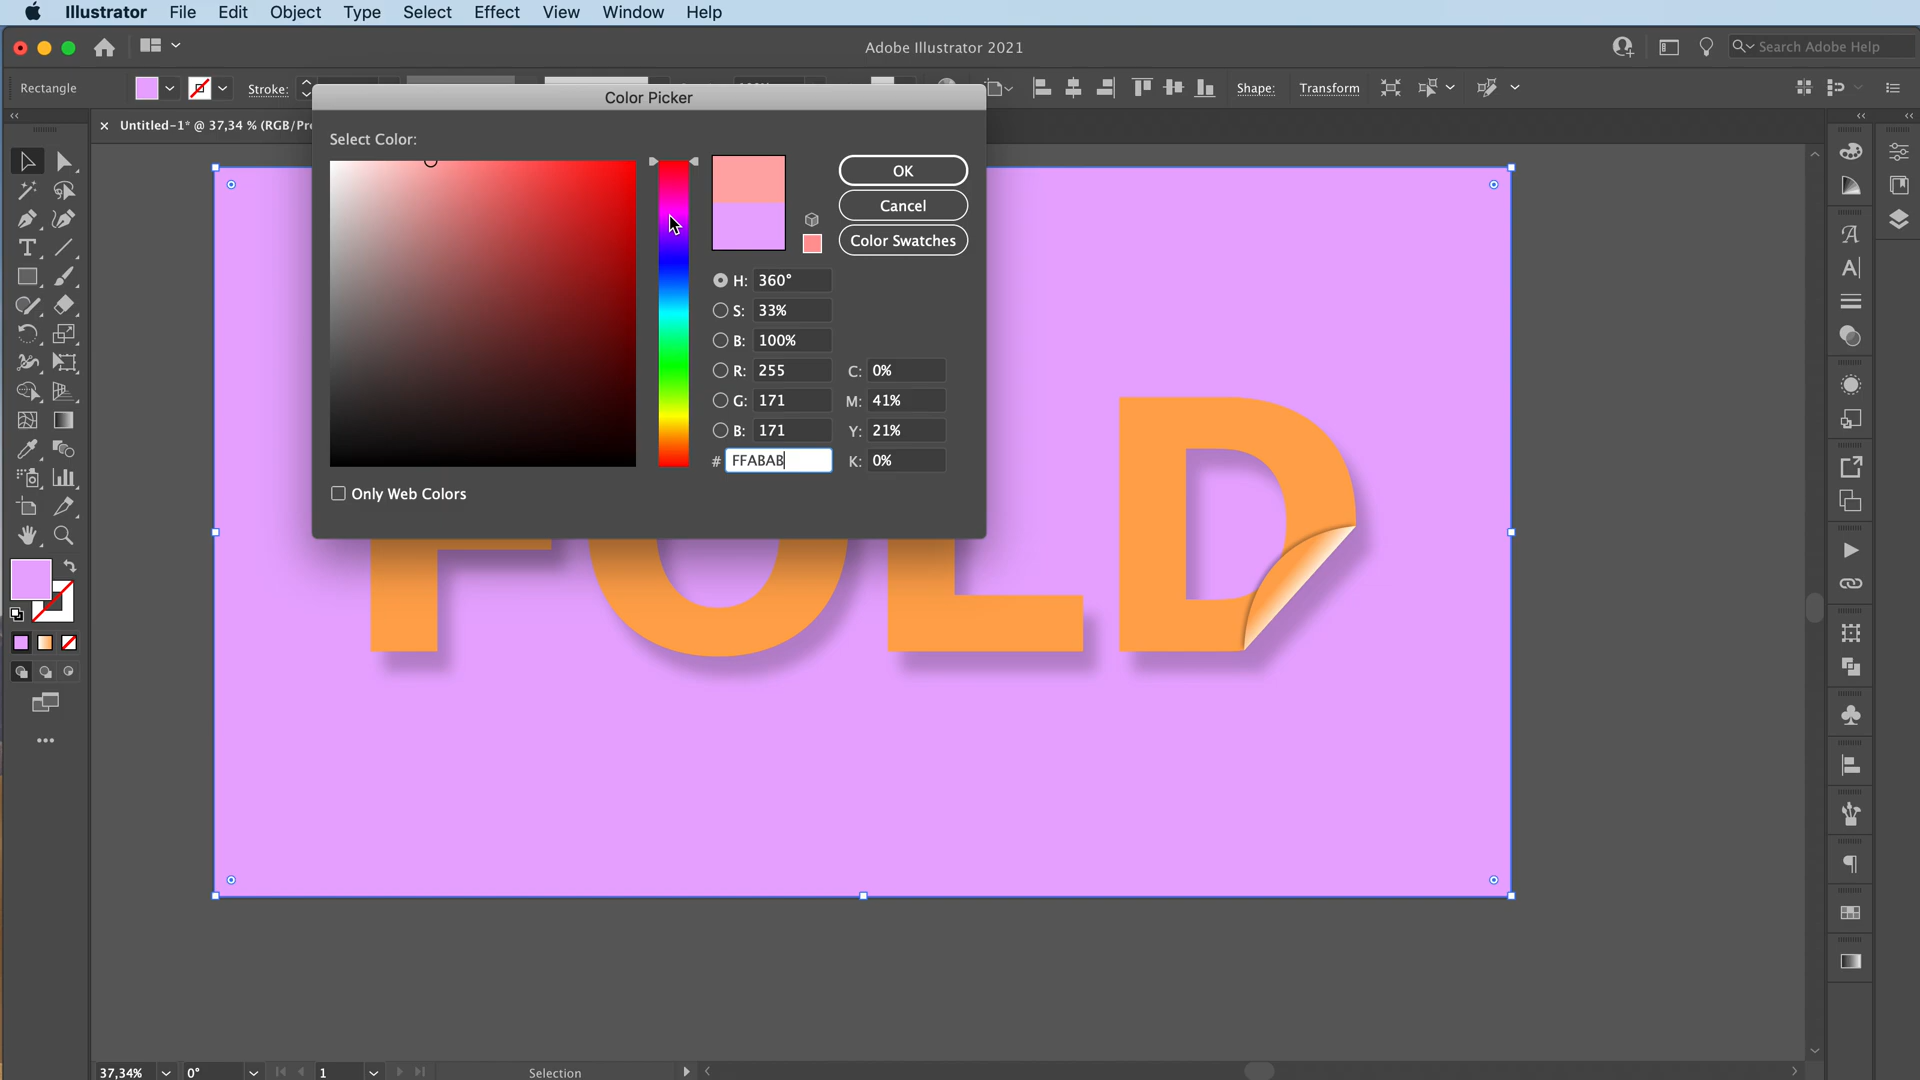 Illustrator File Edit Object Type Select Effect View Window Help
Adobe Illustrator 2021
Search Adobe Help
Rectangle
Stroke:
Shape:
Transform
× Untitled-1* @ 37,34 % (RGB/Pr
Color Picker
Select Color:
OK
Cancel
Color Swatches
H: 360°
S: 33%
B: 100%
R: 255
C: 0%
G: 171
M: 41%
B: 171
Y: 21%
# FFABAB
K: 0%
Only Web Colors
FOLD
37,34%
0°
1
Selection